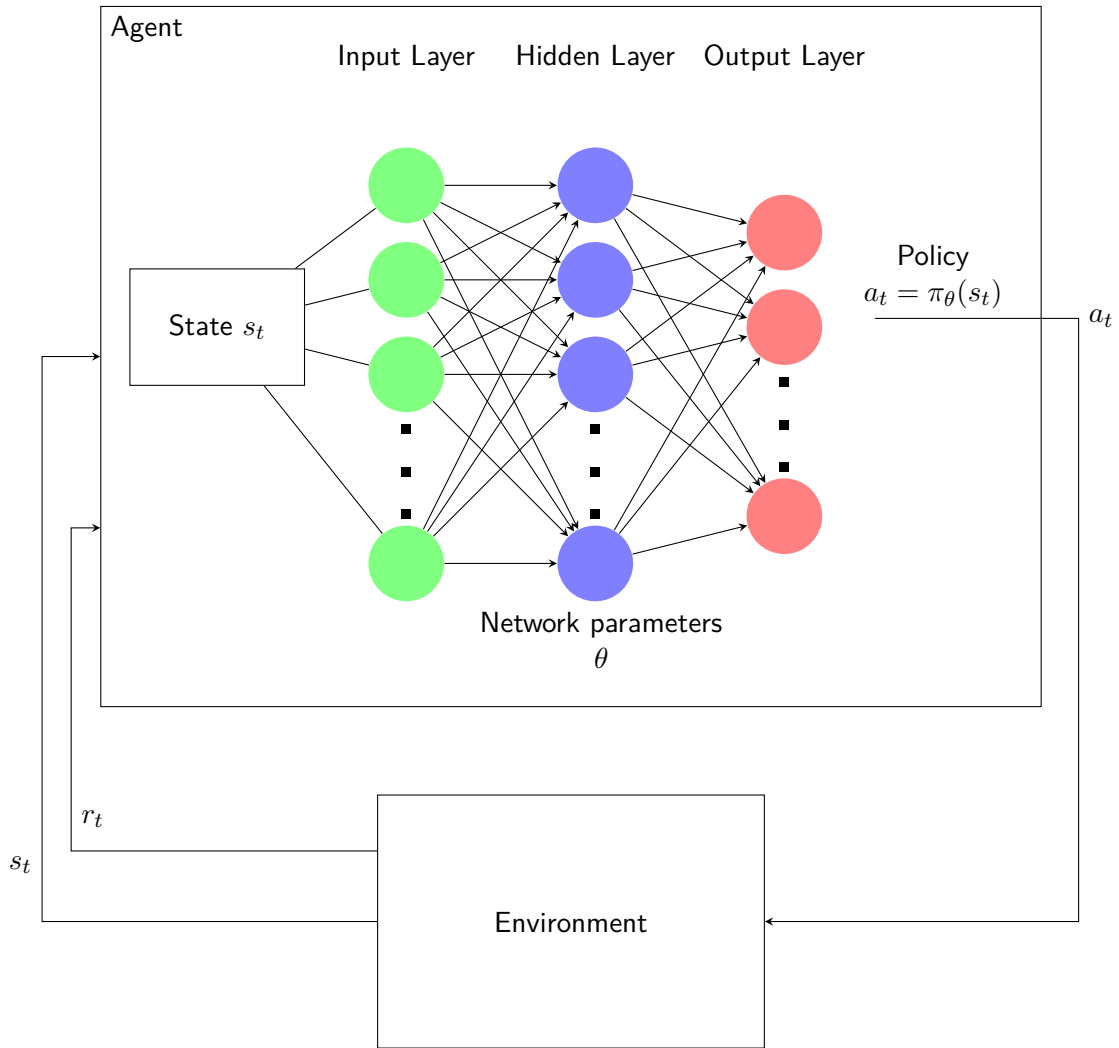 Agent
Input Layer
Hidden Layer
Output Layer
Policy
a_t = π_θ(s_t)
a_t
State s_t
Network parameters
θ
r_t
s_t
Environment